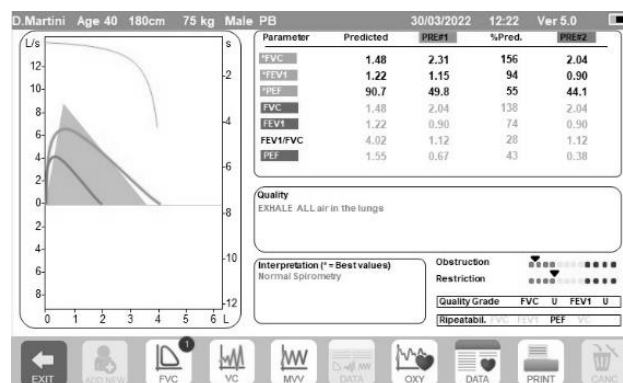 D.Martini Age 40 180cm 75 kg Male PB 30/03/2022 12:22 Ver 5.0
L/s s
12
10
8
6
4
2
0
2
4
6
8
-2
-4
-6
-8
-10
-12
0 1 2 3 4 5 6 L
Parameter Predicted PRE#1 %Pred. PRE#2
*FVC 1.48 2.31 156 2.04
*FEV1 1.22 1.15 94 0.90
*PEF 90.7 49.8 55 44.1
FVC 1.48 2.04 138 2.04
FEV1 1.22 0.90 74 0.90
FEV1/FVC 4.02 1.12 28 1.12
PEF 1.55 0.67 43 0.38
Quality
EXHALE ALL air in the lungs
Interpretation (* = Best values)
Normal Spirometry
Obstruction
Restriction
Quality Grade FVC U FEV1 U
Repeatabil. FVC FEV1 PEF VC
1
EXIT ADD NEW FVC VC MVV DATA OXY DATA PRINT CANC